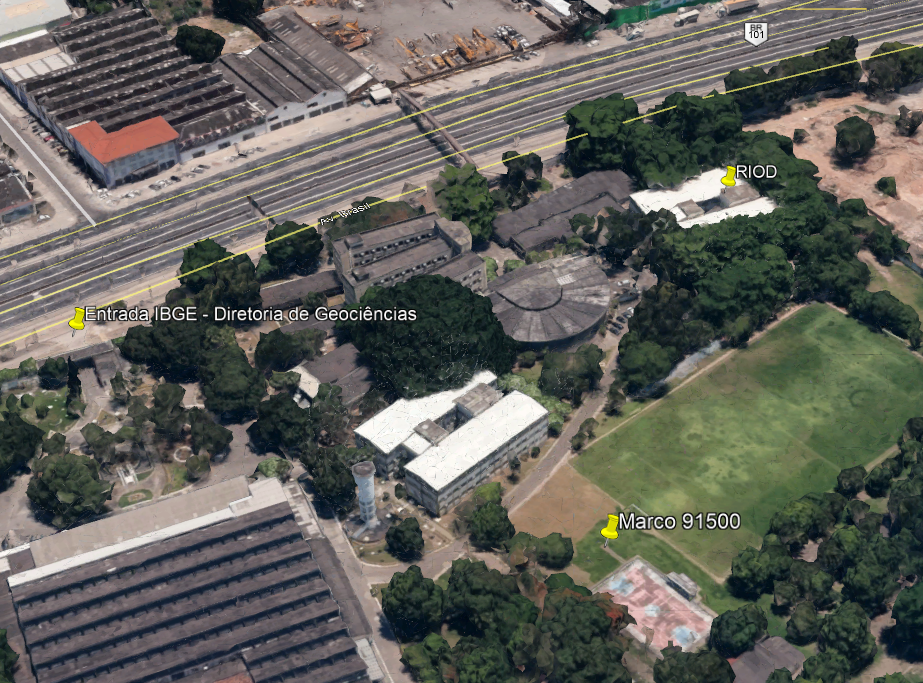 BR
101
RIOD
Av. Brasil
Entrada IBGE - Diretoria de Geociências
Marco 91500